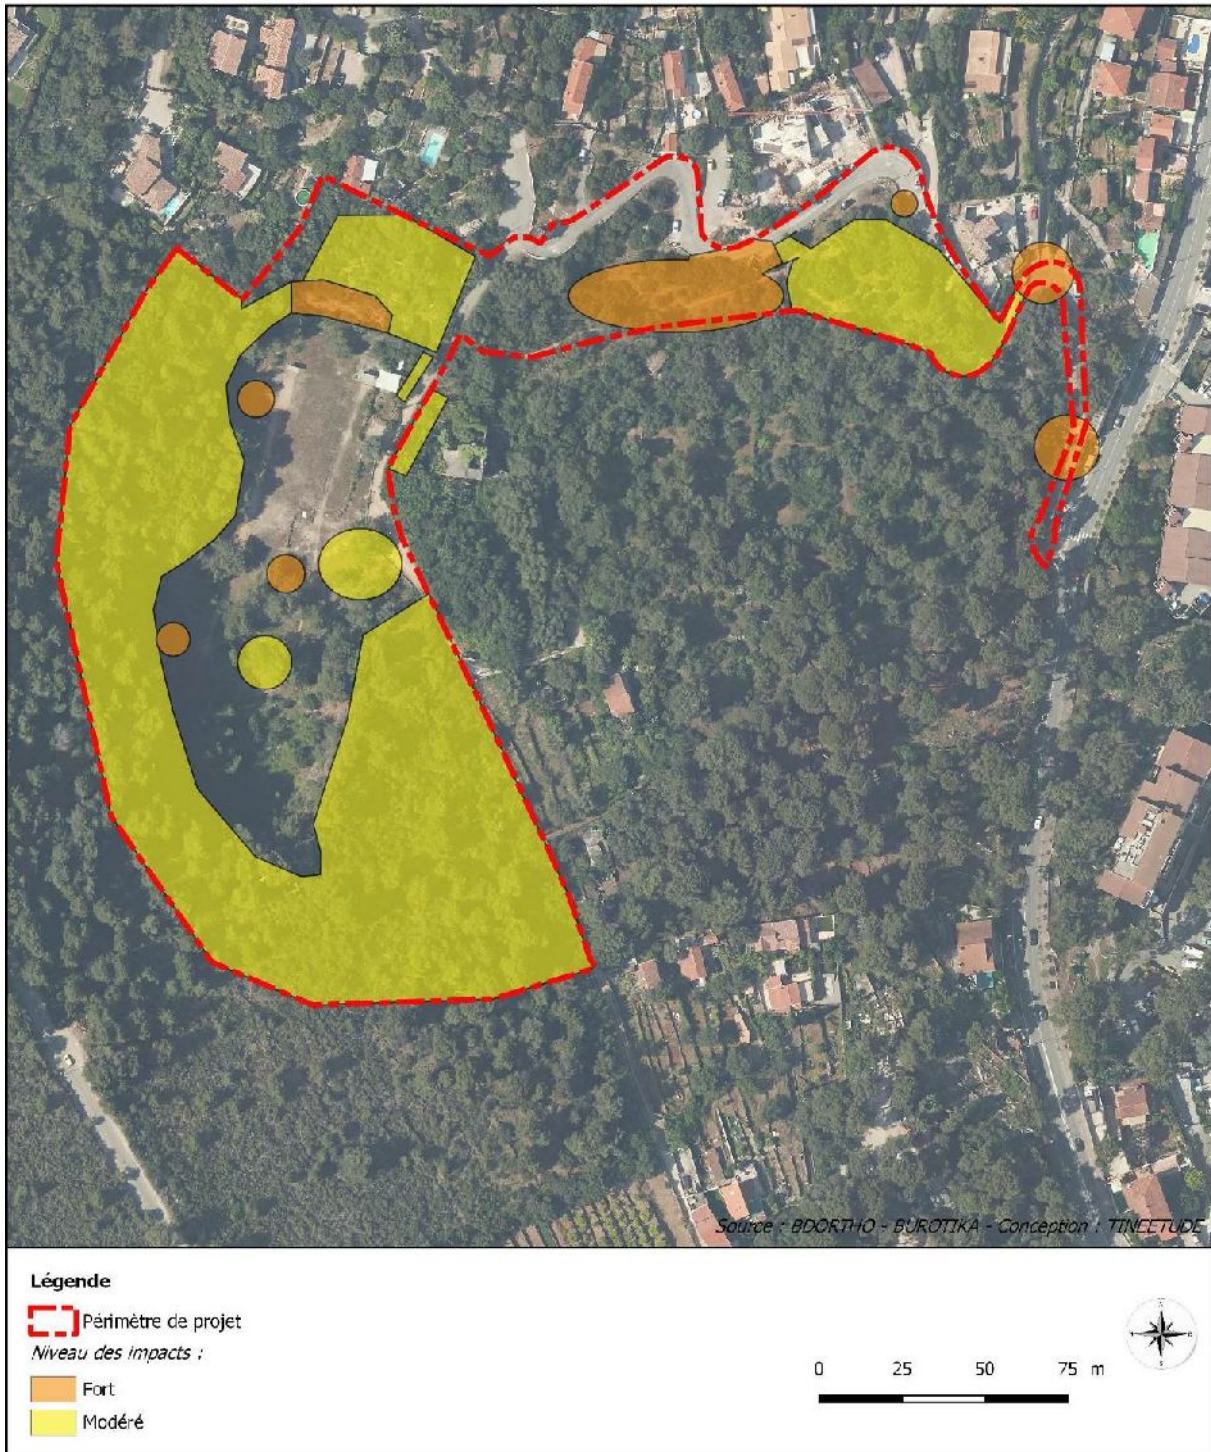 Source : BDORTHO - BUROTIKA - Conception : TINEETUDE
Légende
Périmètre de projet
Niveau des impacts :
Fort
Modéré
0 25 50 75 m